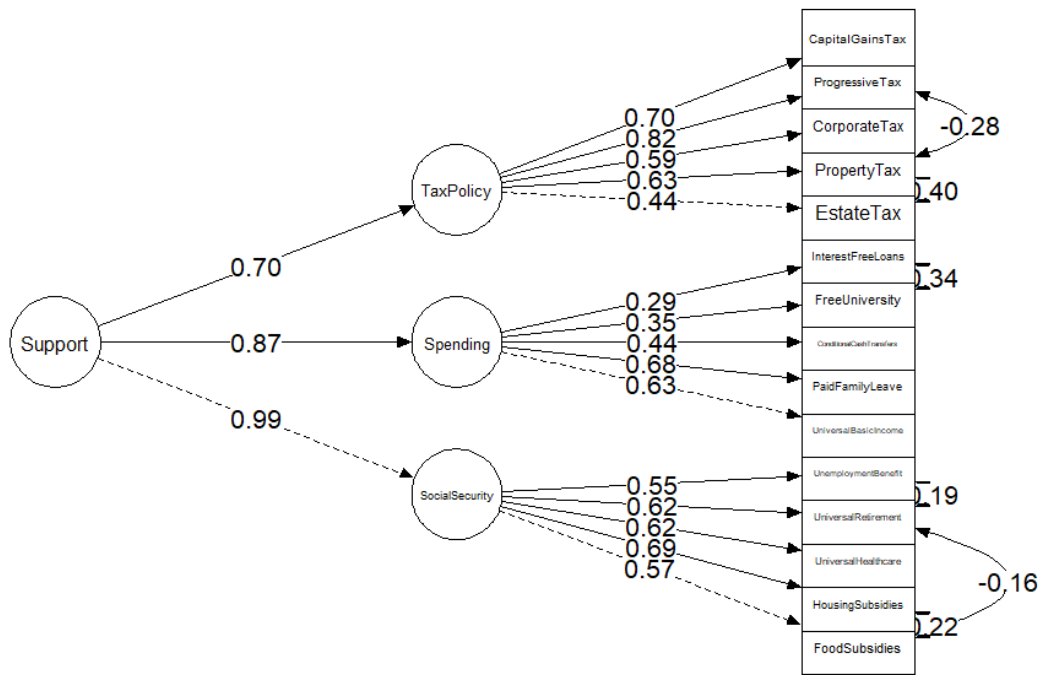 CapitalGainsTax
ProgressiveTax
CorporateTax
PropertyTax
EstateTax
InterestFreeLoans
FreeUniversity
ConditionalCashTransfers
PaidFamilyLeave
UniversalBasicIncome
UnemploymentBenefit
UniversalRetirement
UniversalHealthcare
HousingSubsidies
FoodSubsidies
TaxPolicy
Spending
SocialSecurity
Support
0.70
0.87
0.99
0.70
0.82
0.59
0.63
0.44
0.29
0.35
0.44
0.68
0.63
0.55
0.62
0.62
0.69
0.57
-0.28
0.40
0.34
0.19
-0.16
0.22